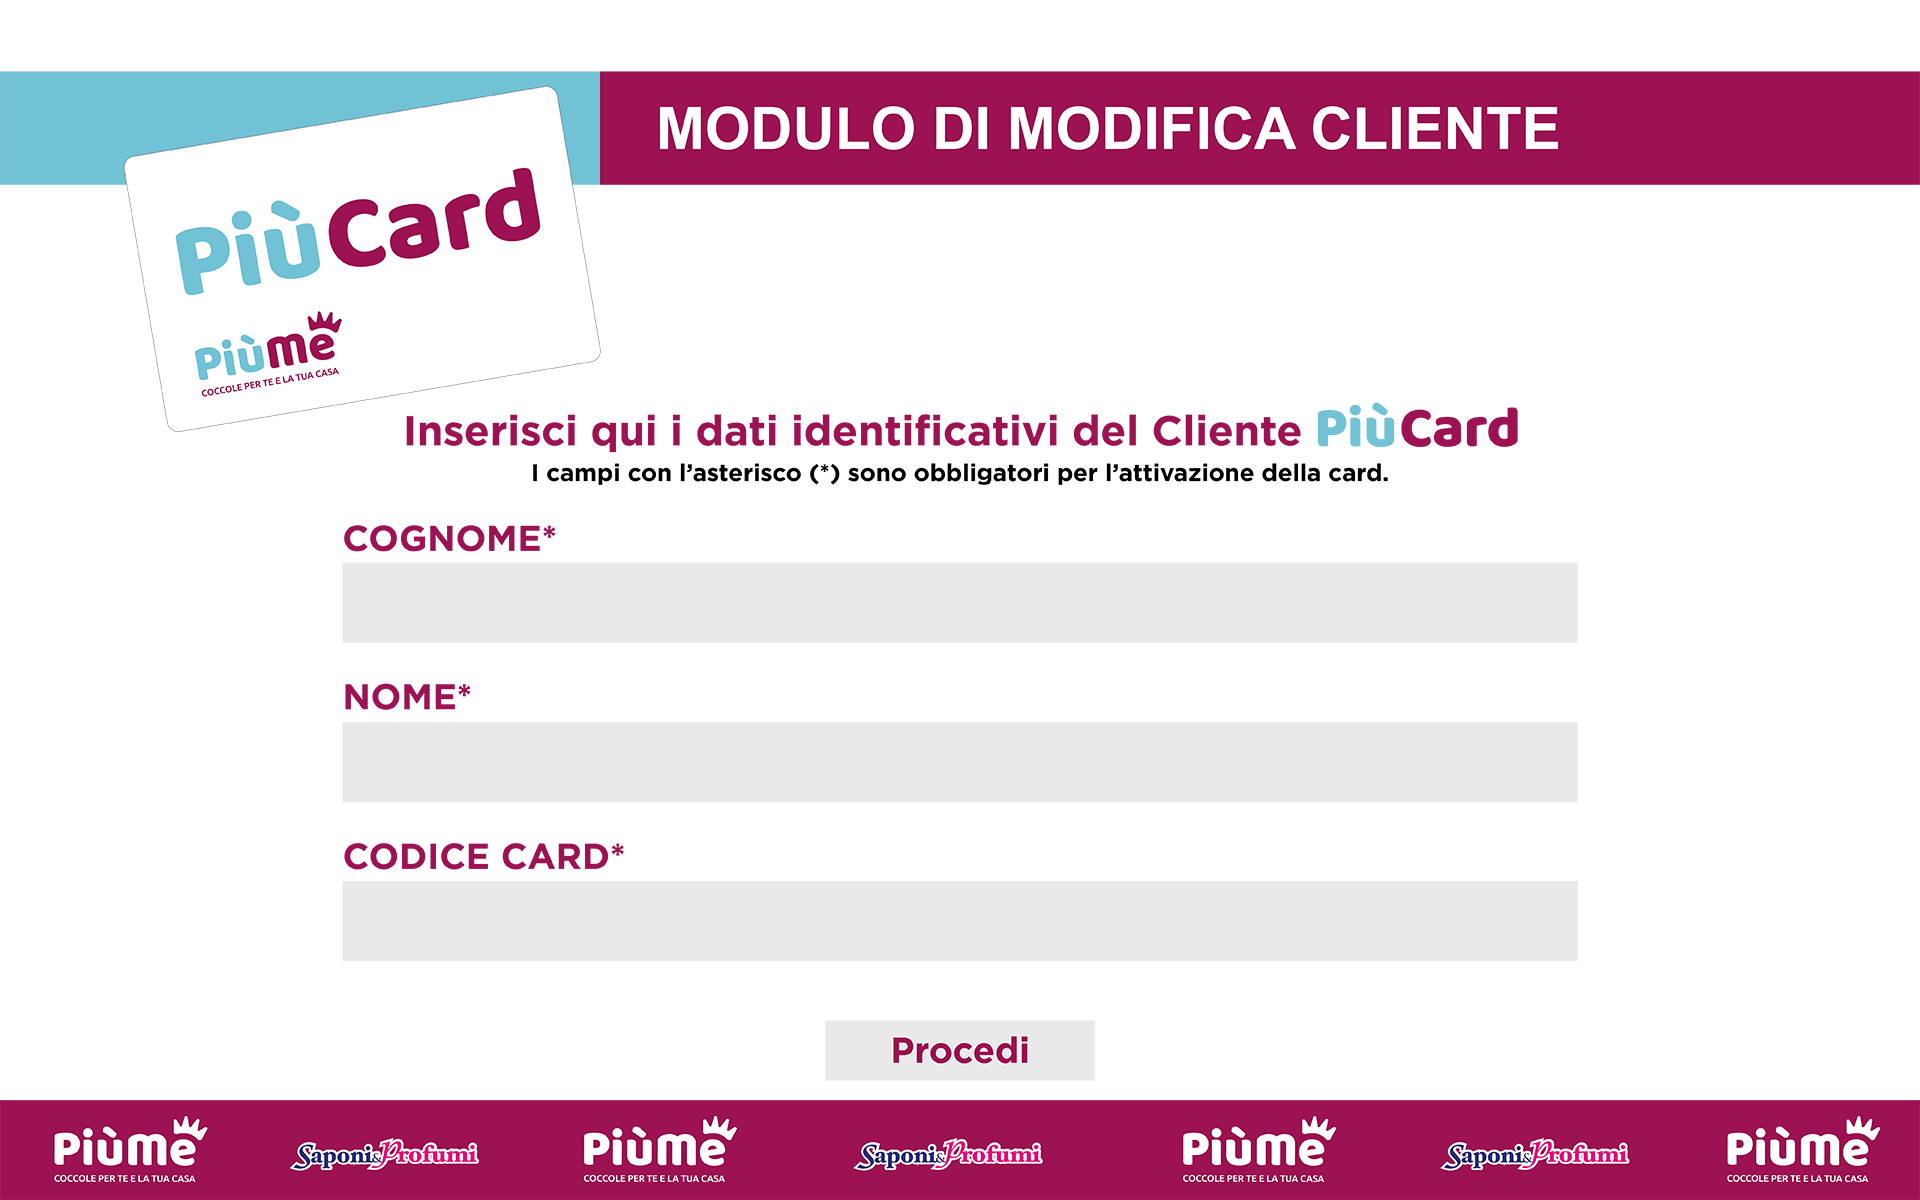 MODULO DI MODIFICA CLIENTE
PiùCard
Piùme
COCCOLE PER TE E LA TUA CASA
Inserisci qui i dati identificativi del Cliente PiùCard
I campi con l’asterisco (*) sono obbligatori per l’attivazione della card.
COGNOME*
NOME*
CODICE CARD*
Procedi
Piùme Saponi&Profumi Piùme Saponi&Profumi Piùme Saponi&Profumi Piùme
COCCOLE PER TE E LA TUA CASA COCCOLE PER TE E LA TUA CASA COCCOLE PER TE E LA TUA CASA COCCOLE PER TE E LA TUA CASA